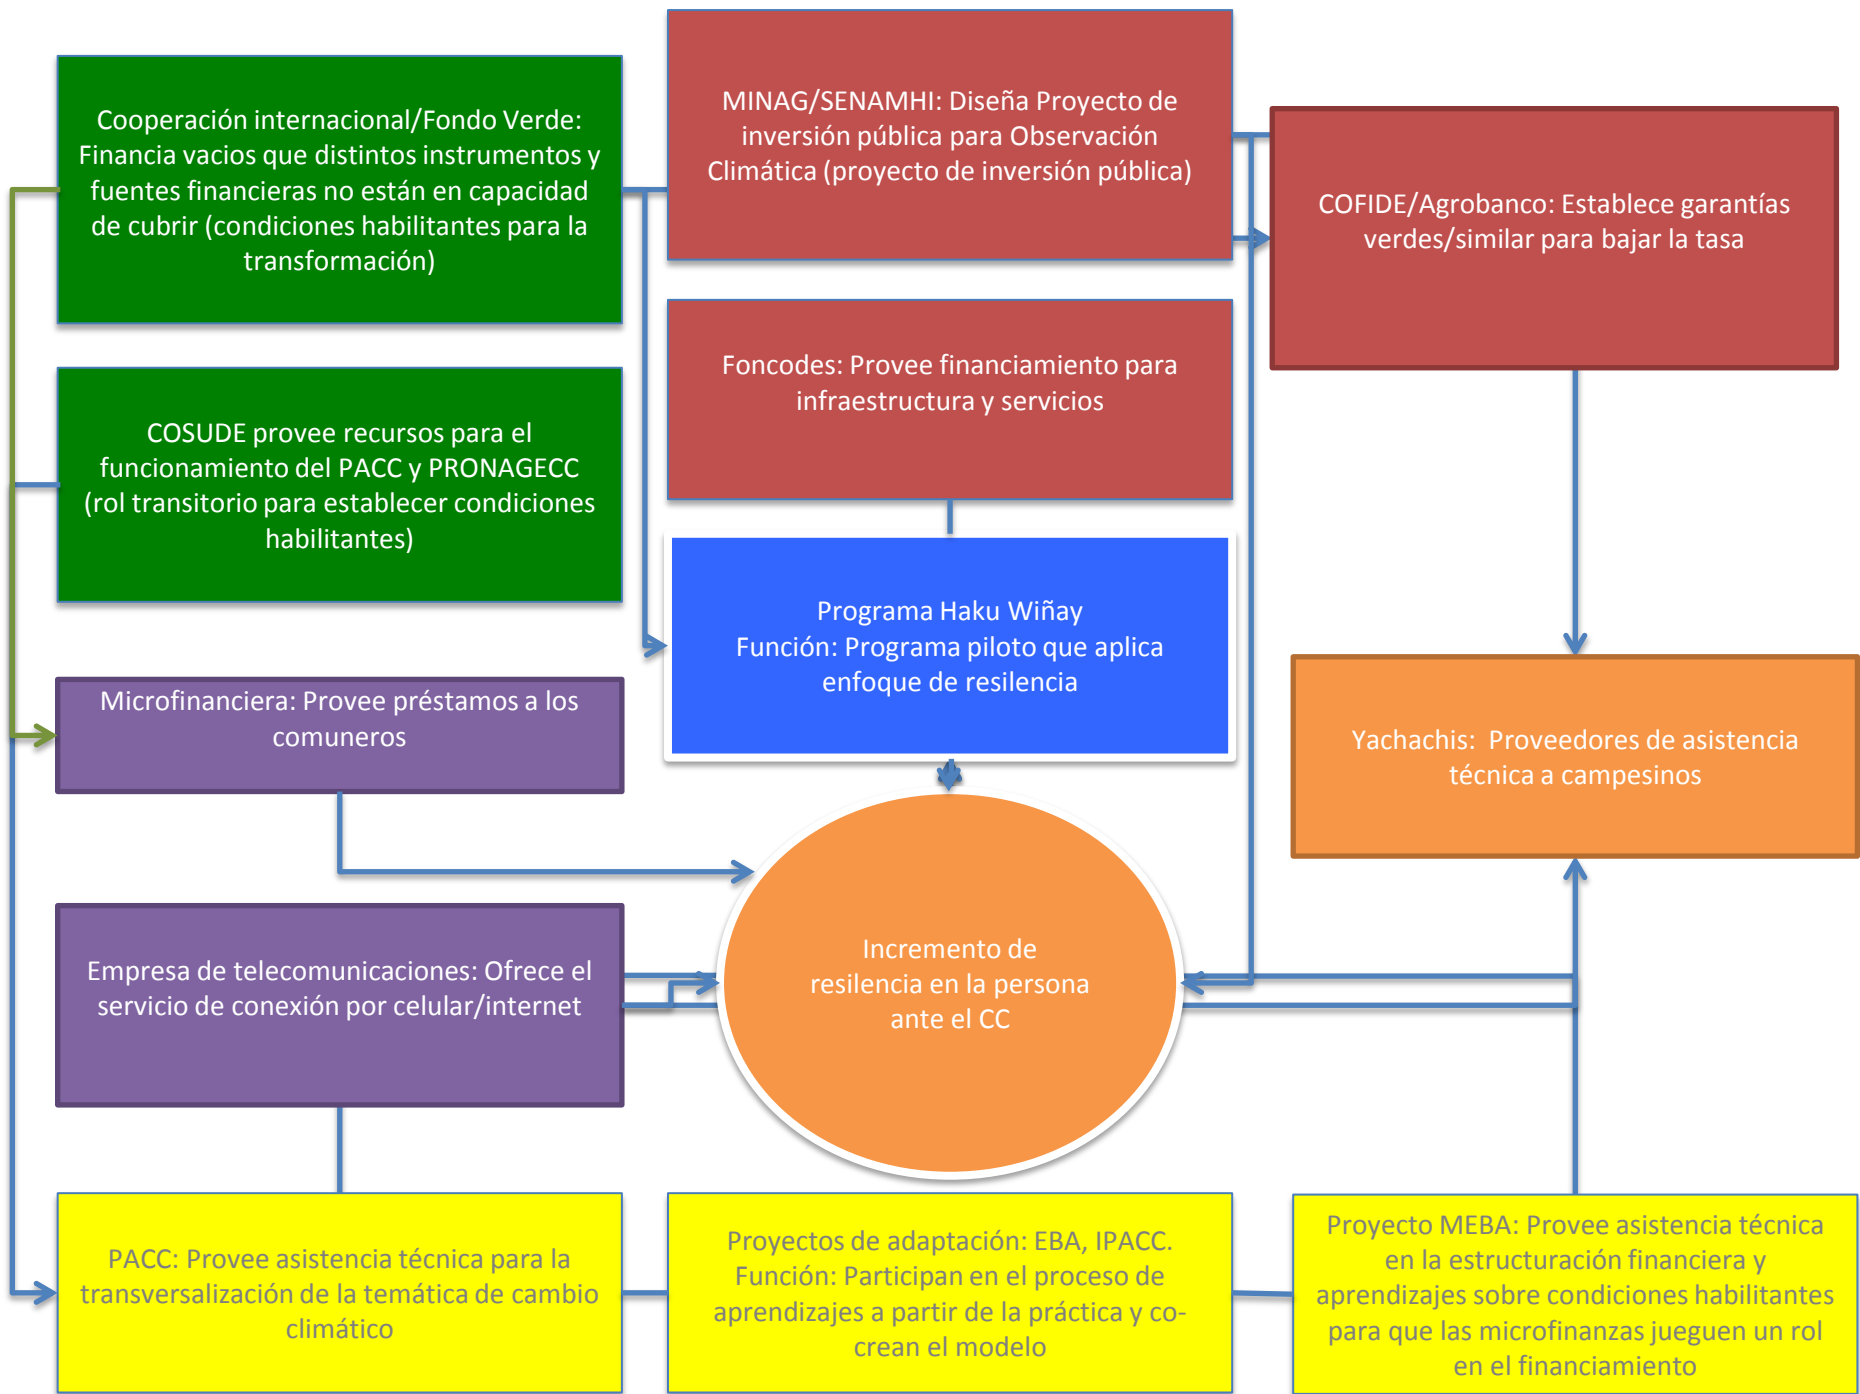 Cooperación internacional/Fondo Verde:
Financia vacios que distintos instrumentos y
fuentes financieras no están en capacidad
de cubrir (condiciones habilitantes para la
transformación)
MINAG/SENAMHI: Diseña Proyecto de
inversión pública para Observación
Climática (proyecto de inversión pública)
COFIDE/Agrobanco: Establece garantías
verdes/similar para bajar la tasa
Foncodes: Provee financiamiento para
infraestructura y servicios
COSUDE provee recursos para el
funcionamiento del PACC y PRONAGECC
(rol transitorio para establecer condiciones
habilitantes)
Programa Haku Wiñay
Función: Programa piloto que aplica
enfoque de resilencia
Microfinanciera: Provee préstamos a los
comuneros
Yachachis: Proveedores de asistencia
técnica a campesinos
Empresa de telecomunicaciones: Ofrece el
servicio de conexión por celular/internet
Incremento de
resilencia en la persona
ante el CC
PACC: Provee asistencia técnica para la
transversalización de la temática de cambio
climático
Proyectos de adaptación: EBA, IPACC.
Función: Participan en el proceso de
aprendizajes a partir de la práctica y co-
crean el modelo
Proyecto MEBA: Provee asistencia técnica
en la estructuración financiera y
aprendizajes sobre condiciones habilitantes
para que las microfinanzas jueguen un rol
en el financiamiento